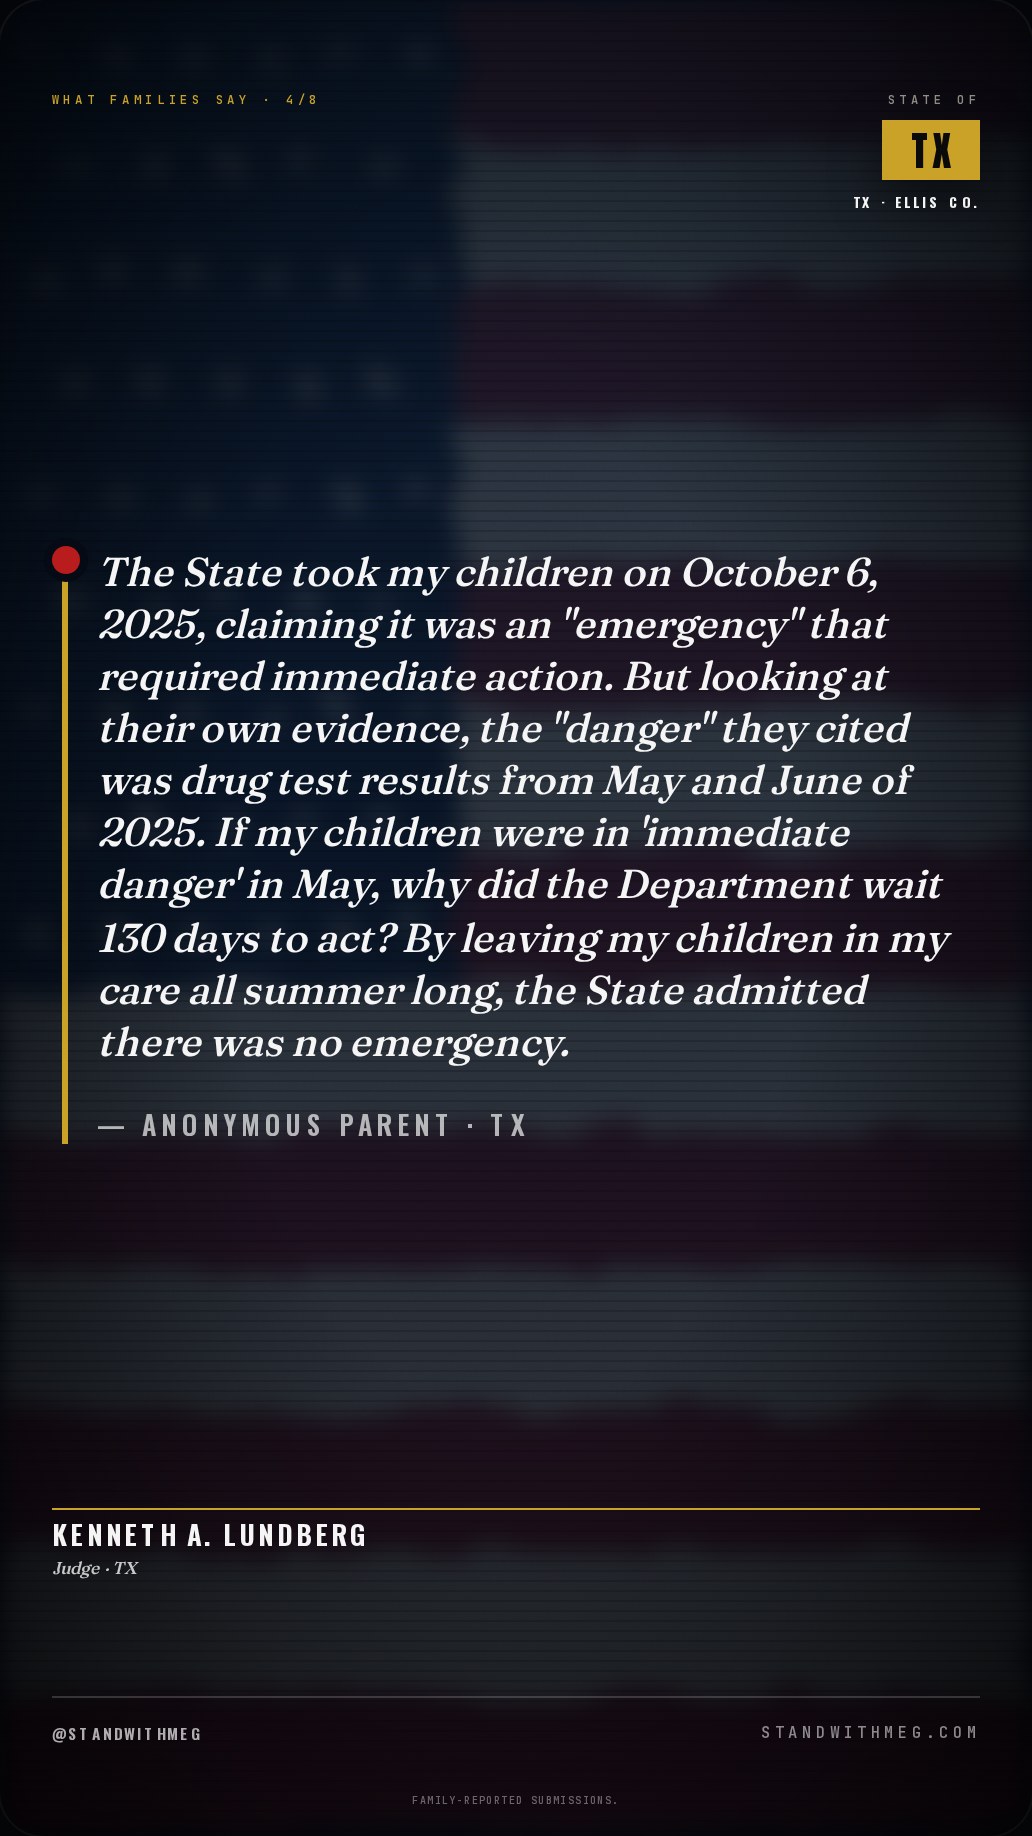 WHAT FAMILIES SAY · 4/8
STATE OF
TX
TX · ELLIS CO.
The State took my children on October 6,
2025, claiming it was an "emergency" that
required immediate action. But looking at
their own evidence, the "danger" they cited
was drug test results from May and June of
2025. If my children were in 'immediate
danger' in May, why did the Department wait
130 days to act? By leaving my children in my
care all summer long, the State admitted
there was no emergency.
— ANONYMOUS PARENT · TX
KENNETH A. LUNDBERG
Judge · TX
@STANDWITHMEG
STANDWITHMEG.COM
FAMILY-REPORTED SUBMISSIONS.